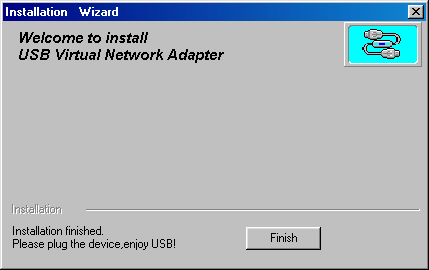 Installation Wizard
Welcome to install
USB Virtual Network Adapter
Installation
Installation finished.
Please plug the device,enjoy USB!
Finish